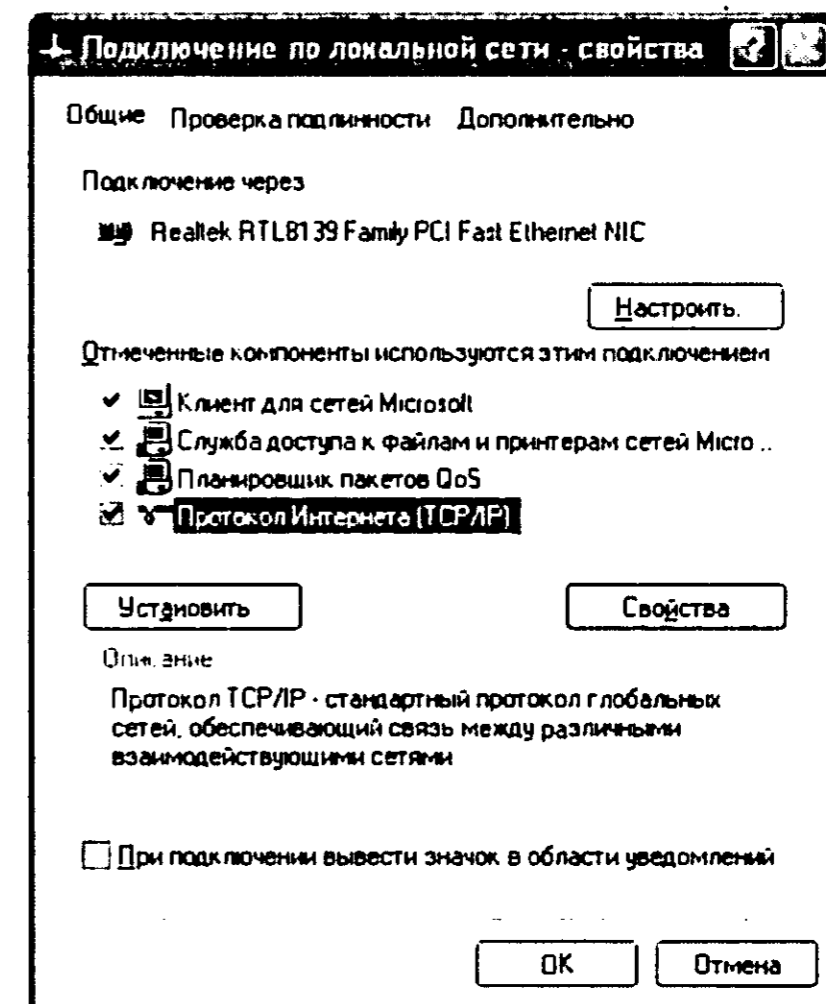 Подключение по локальной сети - свойства
Общие Проверка подлинности Дополнительно
Подключение через
Realtek RTL8139 Family PCI Fast Ethernet NIC
Настроить.
Отмеченные компоненты используются этим подключением
Клиент для сетей Microsoft
Служба доступа к файлам и принтерам сетей Micro ..
Планировщик пакетов QoS
Протокол Интернета (TCP/IP)
Установить Свойства
Описание
Протокол TCP/IP - стандартный протокол глобальных
сетей, обеспечивающий связь между различными
взаимодействующими сетями
При подключении вывести значок в области уведомлений
OK Отмена